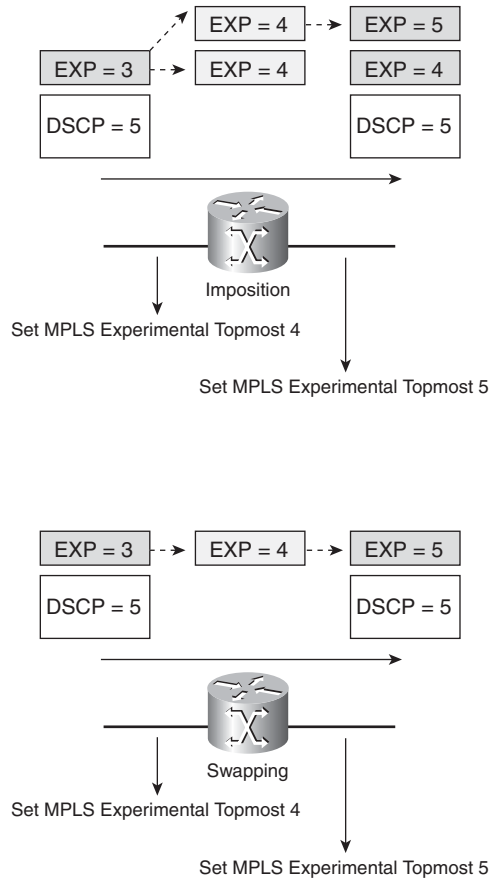 EXP = 4
EXP = 5
EXP = 3
EXP = 4
EXP = 4
DSCP = 5
DSCP = 5
Imposition
Set MPLS Experimental Topmost 4
Set MPLS Experimental Topmost 5
EXP = 3
EXP = 4
EXP = 5
DSCP = 5
DSCP = 5
Swapping
Set MPLS Experimental Topmost 4
Set MPLS Experimental Topmost 5